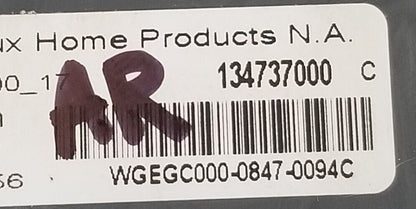 ux Home Products N.A.
00_17 134737000 C
AR
WGEGC000-0847-0094C
56